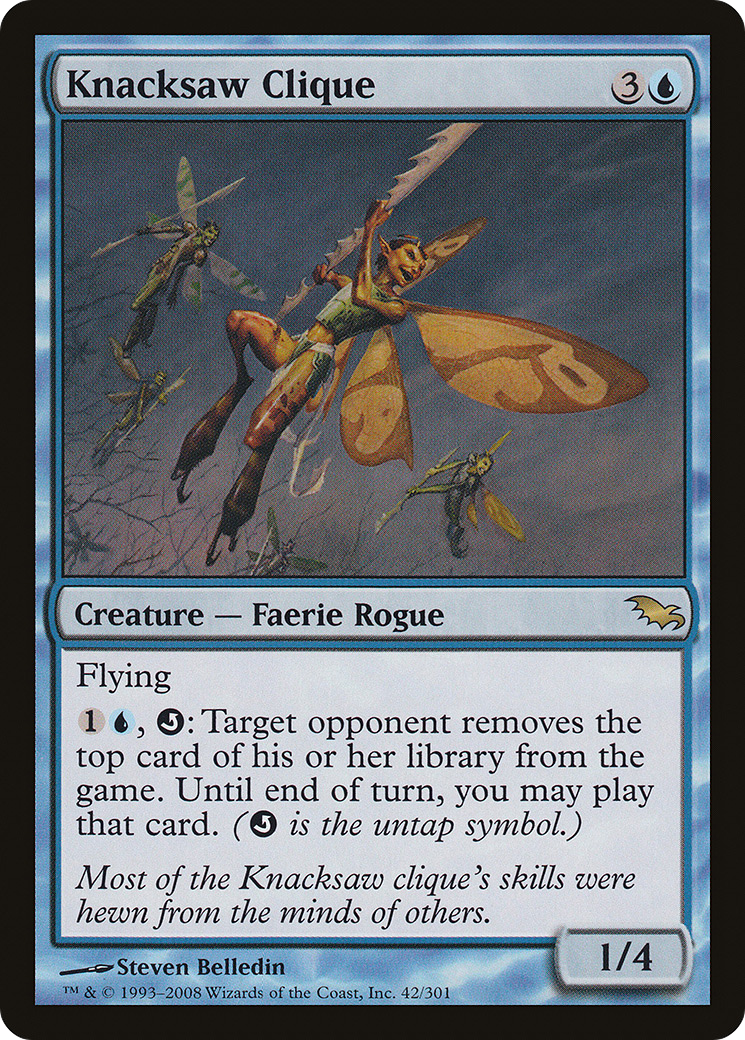 Knacksaw Clique 3
Creature — Faerie Rogue
Flying
1, : Target opponent removes the
top card of his or her library from the
game. Until end of turn, you may play
that card. ( is the untap symbol.)
Most of the Knacksaw clique's skills were
hewn from the minds of others.
1/4
Steven Belledin
™ & © 1993–2008 Wizards of the Coast, Inc. 42/301